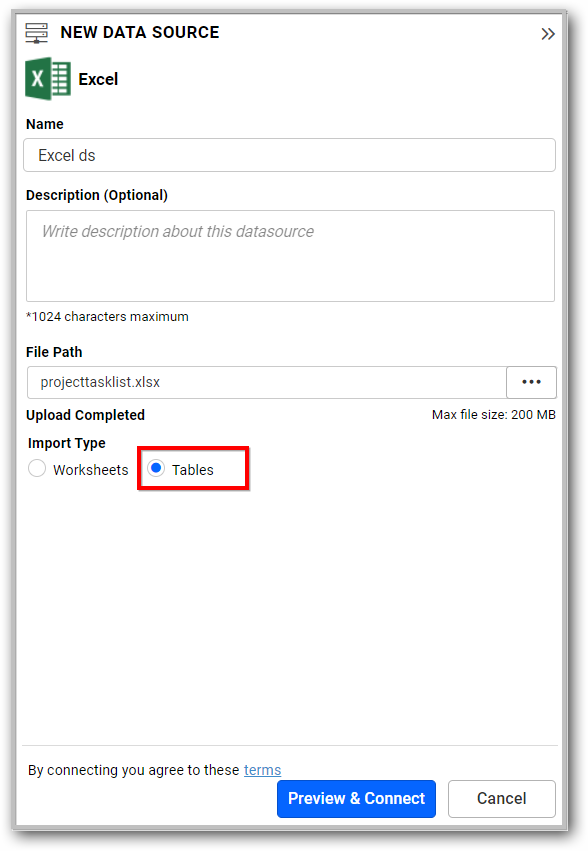 NEW DATA SOURCE
X
Excel
Name
Excel ds
Description (Optional)
Write description about this datasource
*1024 characters maximum
File Path
projecttasklist.xlsx
Upload Completed Max file size: 200 MB
Import Type
Worksheets Tables
By connecting you agree to these terms
Preview & Connect Cancel